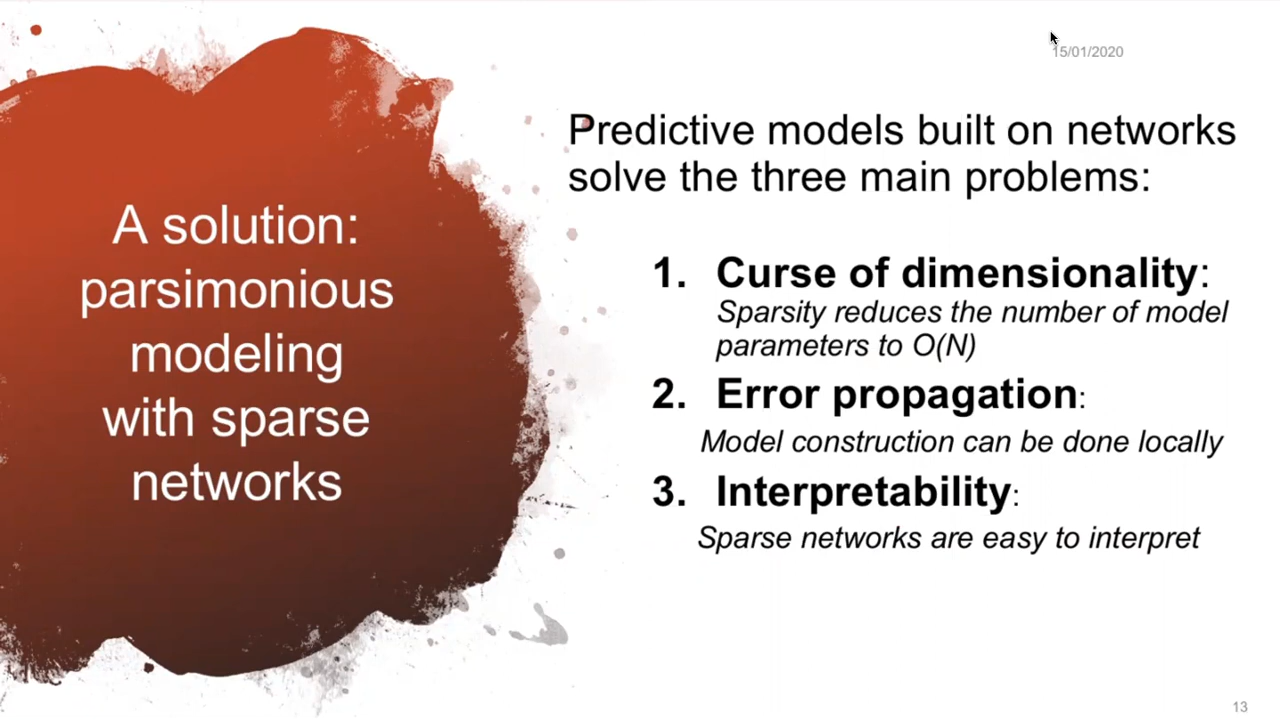 15/01/2020
A solution:
parsimonious
modeling
with sparse
networks
Predictive models built on networks
solve the three main problems:
1. Curse of dimensionality:
Sparsity reduces the number of model
parameters to O(N)
2. Error propagation:
Model construction can be done locally
3. Interpretability:
Sparse networks are easy to interpret
13